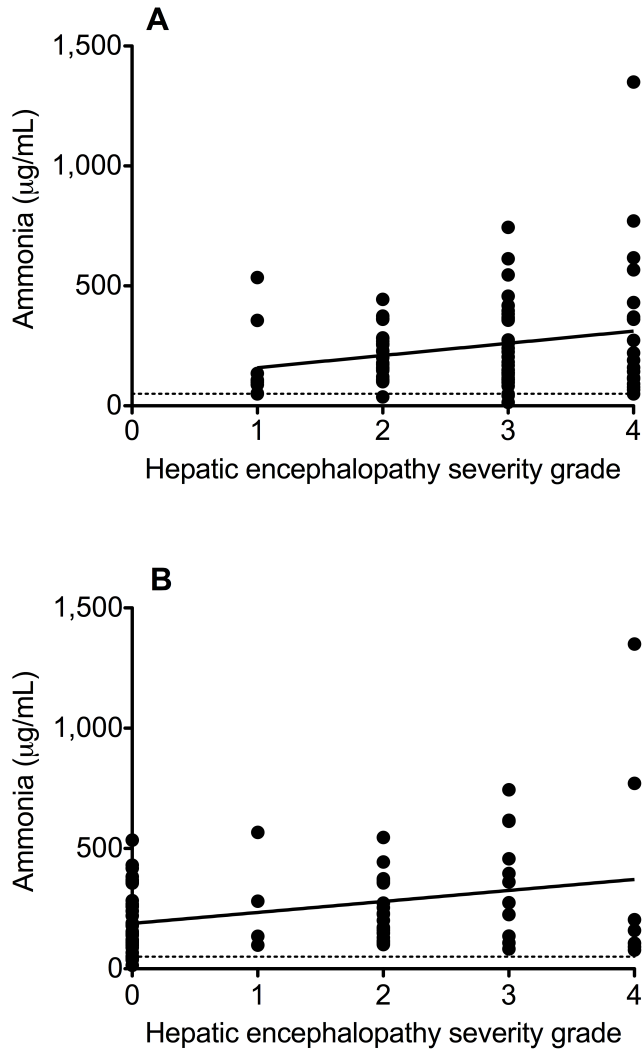 A
1,500
1,000
500
0
Ammonia (µg/mL)
0 1 2 3 4
Hepatic encephalopathy severity grade
B
1,500
1,000
500
0
Ammonia (µg/mL)
0 1 2 3 4
Hepatic encephalopathy severity grade